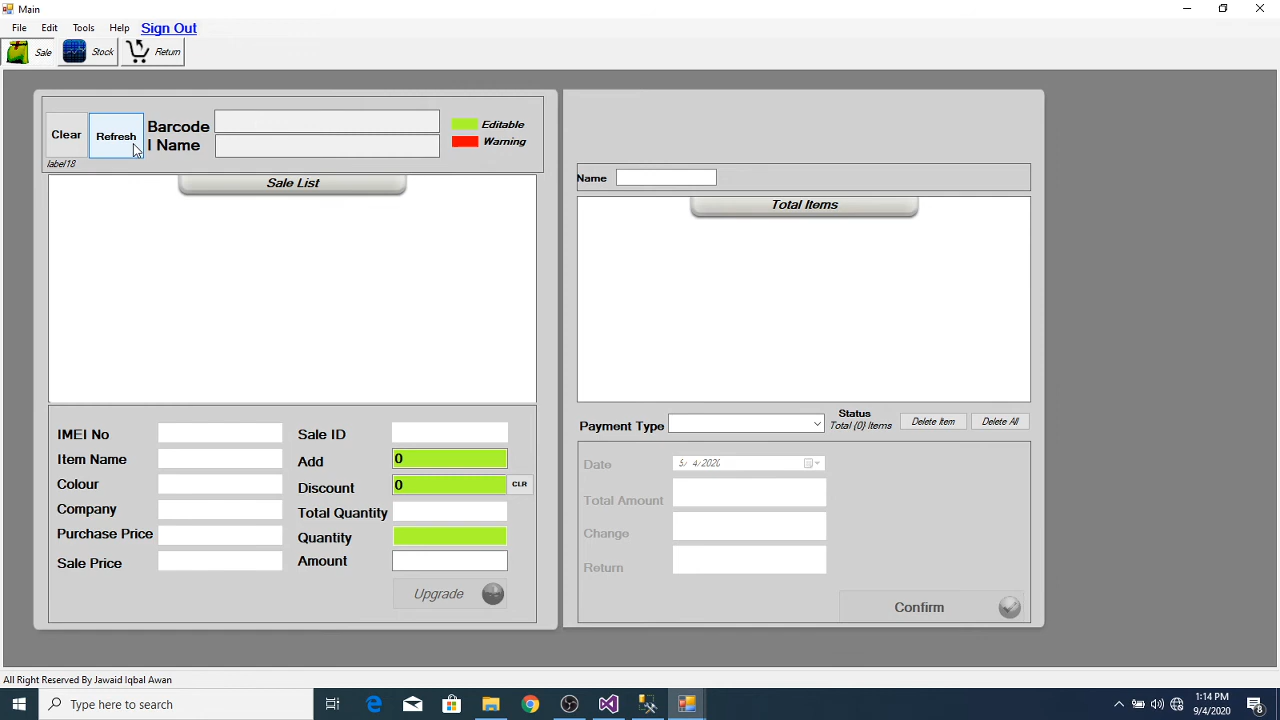 Main
File Edit Tools Help Sign Out
Sale Stock Return
Clear Refresh
Barcode
I Name
Editable
Warning
label18
Sale List
IMEI No
Item Name
Colour
Company
Purchase Price
Sale Price
Sale ID
Add 0
Discount 0 CLR
Total Quantity
Quantity
Amount
Upgrade
Name
Total Items
Payment Type
Status
Total (0) Items
Delete Item Delete All
Date 5/ 4/2020
Total Amount
Change
Return
Confirm
All Right Reserved By Jawaid Iqbal Awan
Type here to search
1:14 PM
9/4/2020
8